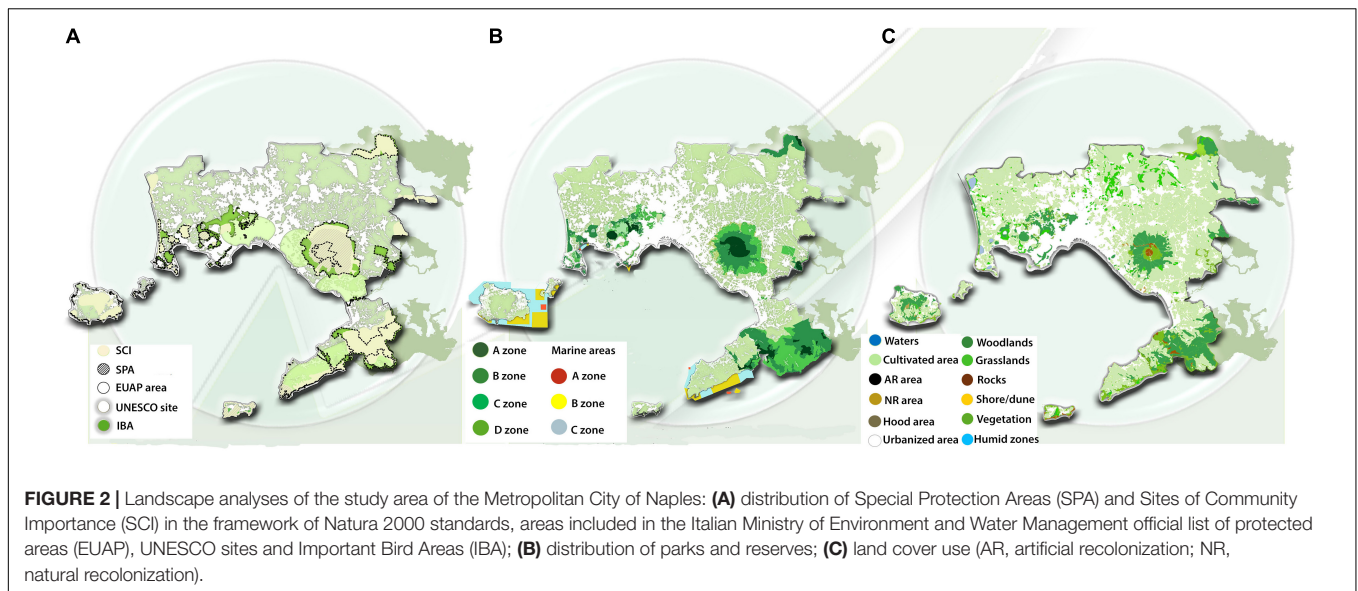 A
B
C
SCI
SPA
EUAP area
UNESCO site
IBA
A zone
B zone
C zone
D zone
Marine areas
A zone
B zone
C zone
Waters
Cultivated area
AR area
NR area
Hood area
Urbanized area
Woodlands
Grasslands
Rocks
Shore/dune
Vegetation
Humid zones
FIGURE 2 | Landscape analyses of the study area of the Metropolitan City of Naples: (A) distribution of Special Protection Areas (SPA) and Sites of Community
Importance (SCI) in the framework of Natura 2000 standards, areas included in the Italian Ministry of Environment and Water Management official list of protected
areas (EUAP), UNESCO sites and Important Bird Areas (IBA); (B) distribution of parks and reserves; (C) land cover use (AR, artificial recolonization; NR,
natural recolonization).